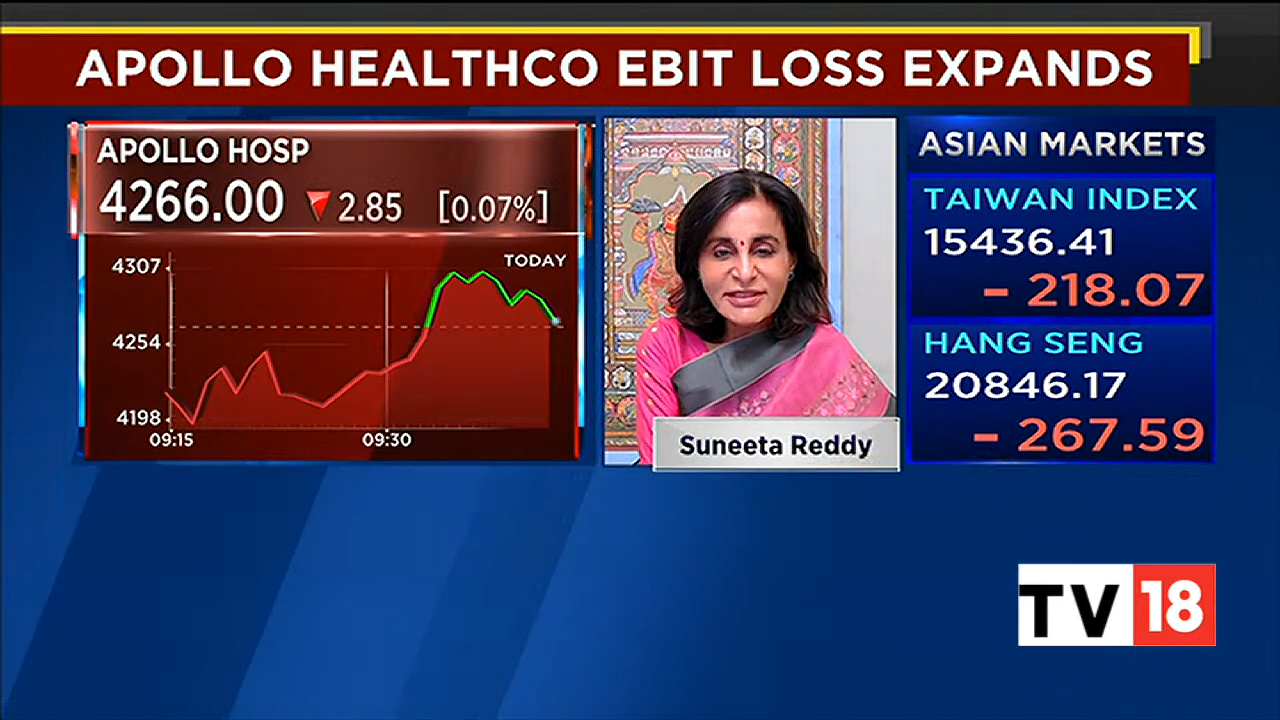 APOLLO HEALTHCO EBIT LOSS EXPANDS
APOLLO HOSP
4266.00 2.85 [0.07%]
TODAY
4307
4254
4198
09:15 09:30
Suneeta Reddy
ASIAN MARKETS
TAIWAN INDEX
15436.41
- 218.07
HANG SENG
20846.17
- 267.59
TV18